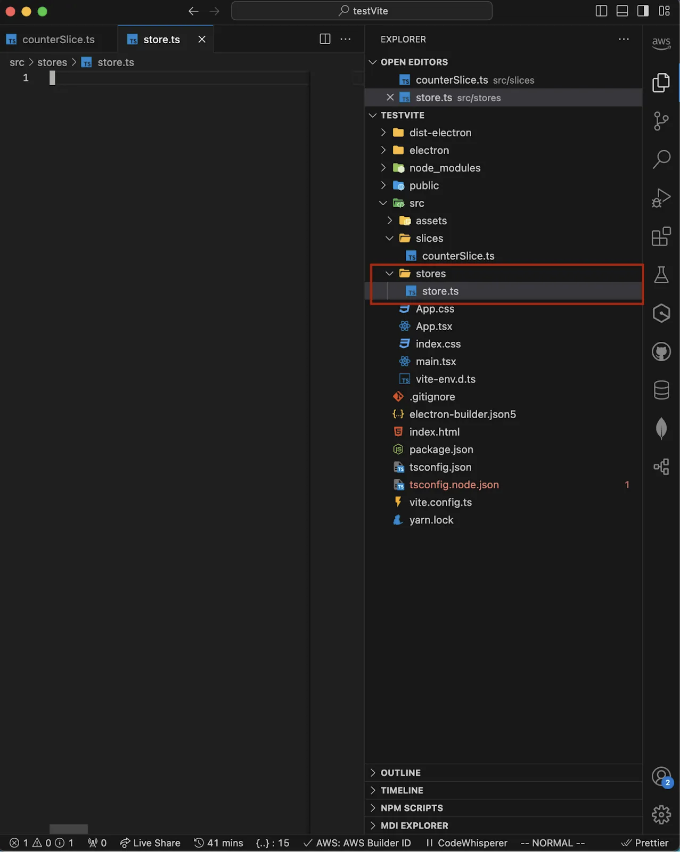 testVite
counterSlice.ts
store.ts
src > stores > store.ts
1
EXPLORER
OPEN EDITORS
counterSlice.ts src/slices
store.ts src/stores
TESTVITE
dist-electron
electron
node_modules
public
src
assets
slices
counterSlice.ts
stores
store.ts
App.css
App.tsx
index.css
main.tsx
vite-env.d.ts
.gitignore
electron-builder.json5
index.html
package.json
tsconfig.json
tsconfig.node.json 1
vite.config.ts
yarn.lock
aws
2
OUTLINE
TIMELINE
NPM SCRIPTS
MDI EXPLORER
1 0 1 0 Live Share 41 mins {..} : 15 AWS: AWS Builder ID CodeWhisperer -- NORMAL -- Prettier